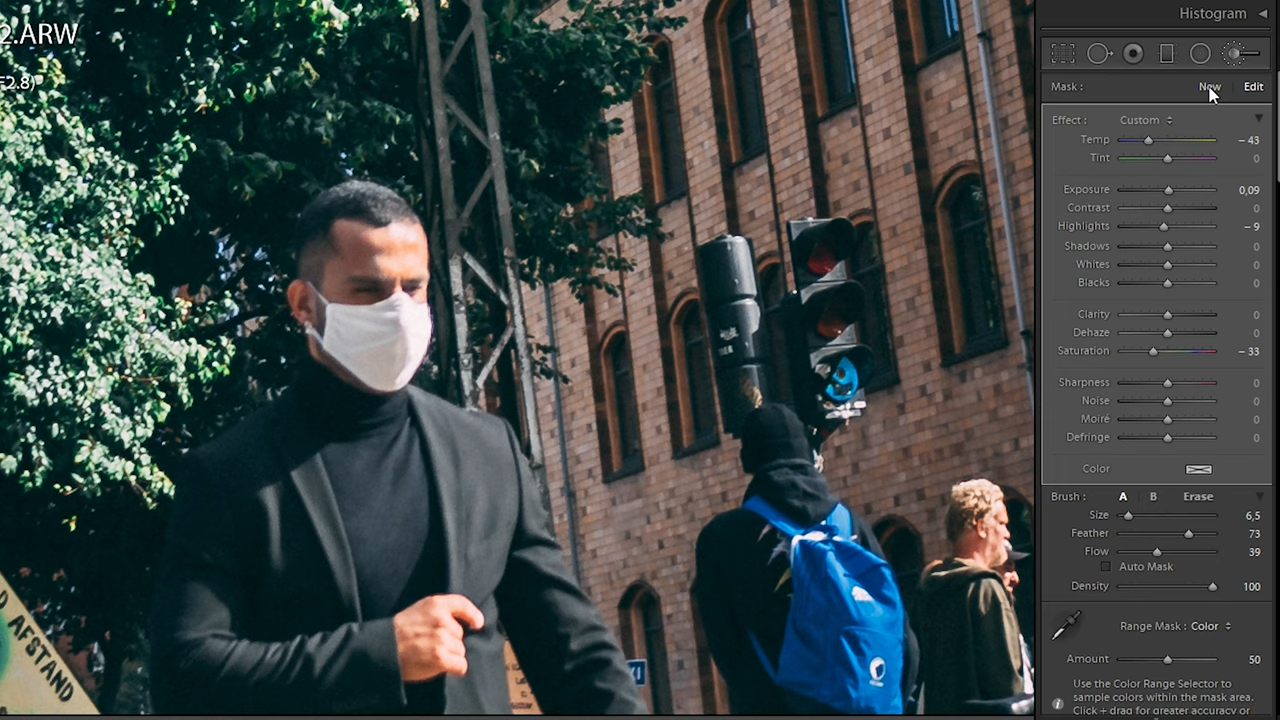 Histogram
2.ARW
F2.8)
Mask : New Edit
Effect : Custom
Temp − 43
Tint 0
Exposure 0,09
Contrast 0
Highlights − 9
Shadows 0
Whites 0
Blacks 0
Clarity 0
Dehaze 0
Saturation − 33
Sharpness 0
Noise 0
Moiré 0
Defringe 0
Color
Brush : A B Erase
Size 6,5
Feather 73
Flow 39
Auto Mask
Density 100
Range Mask : Color
Amount 50
Use the Color Range Selector to
sample colors within the mask area.
Click + drag for greater accuracy or
D AFSTAND